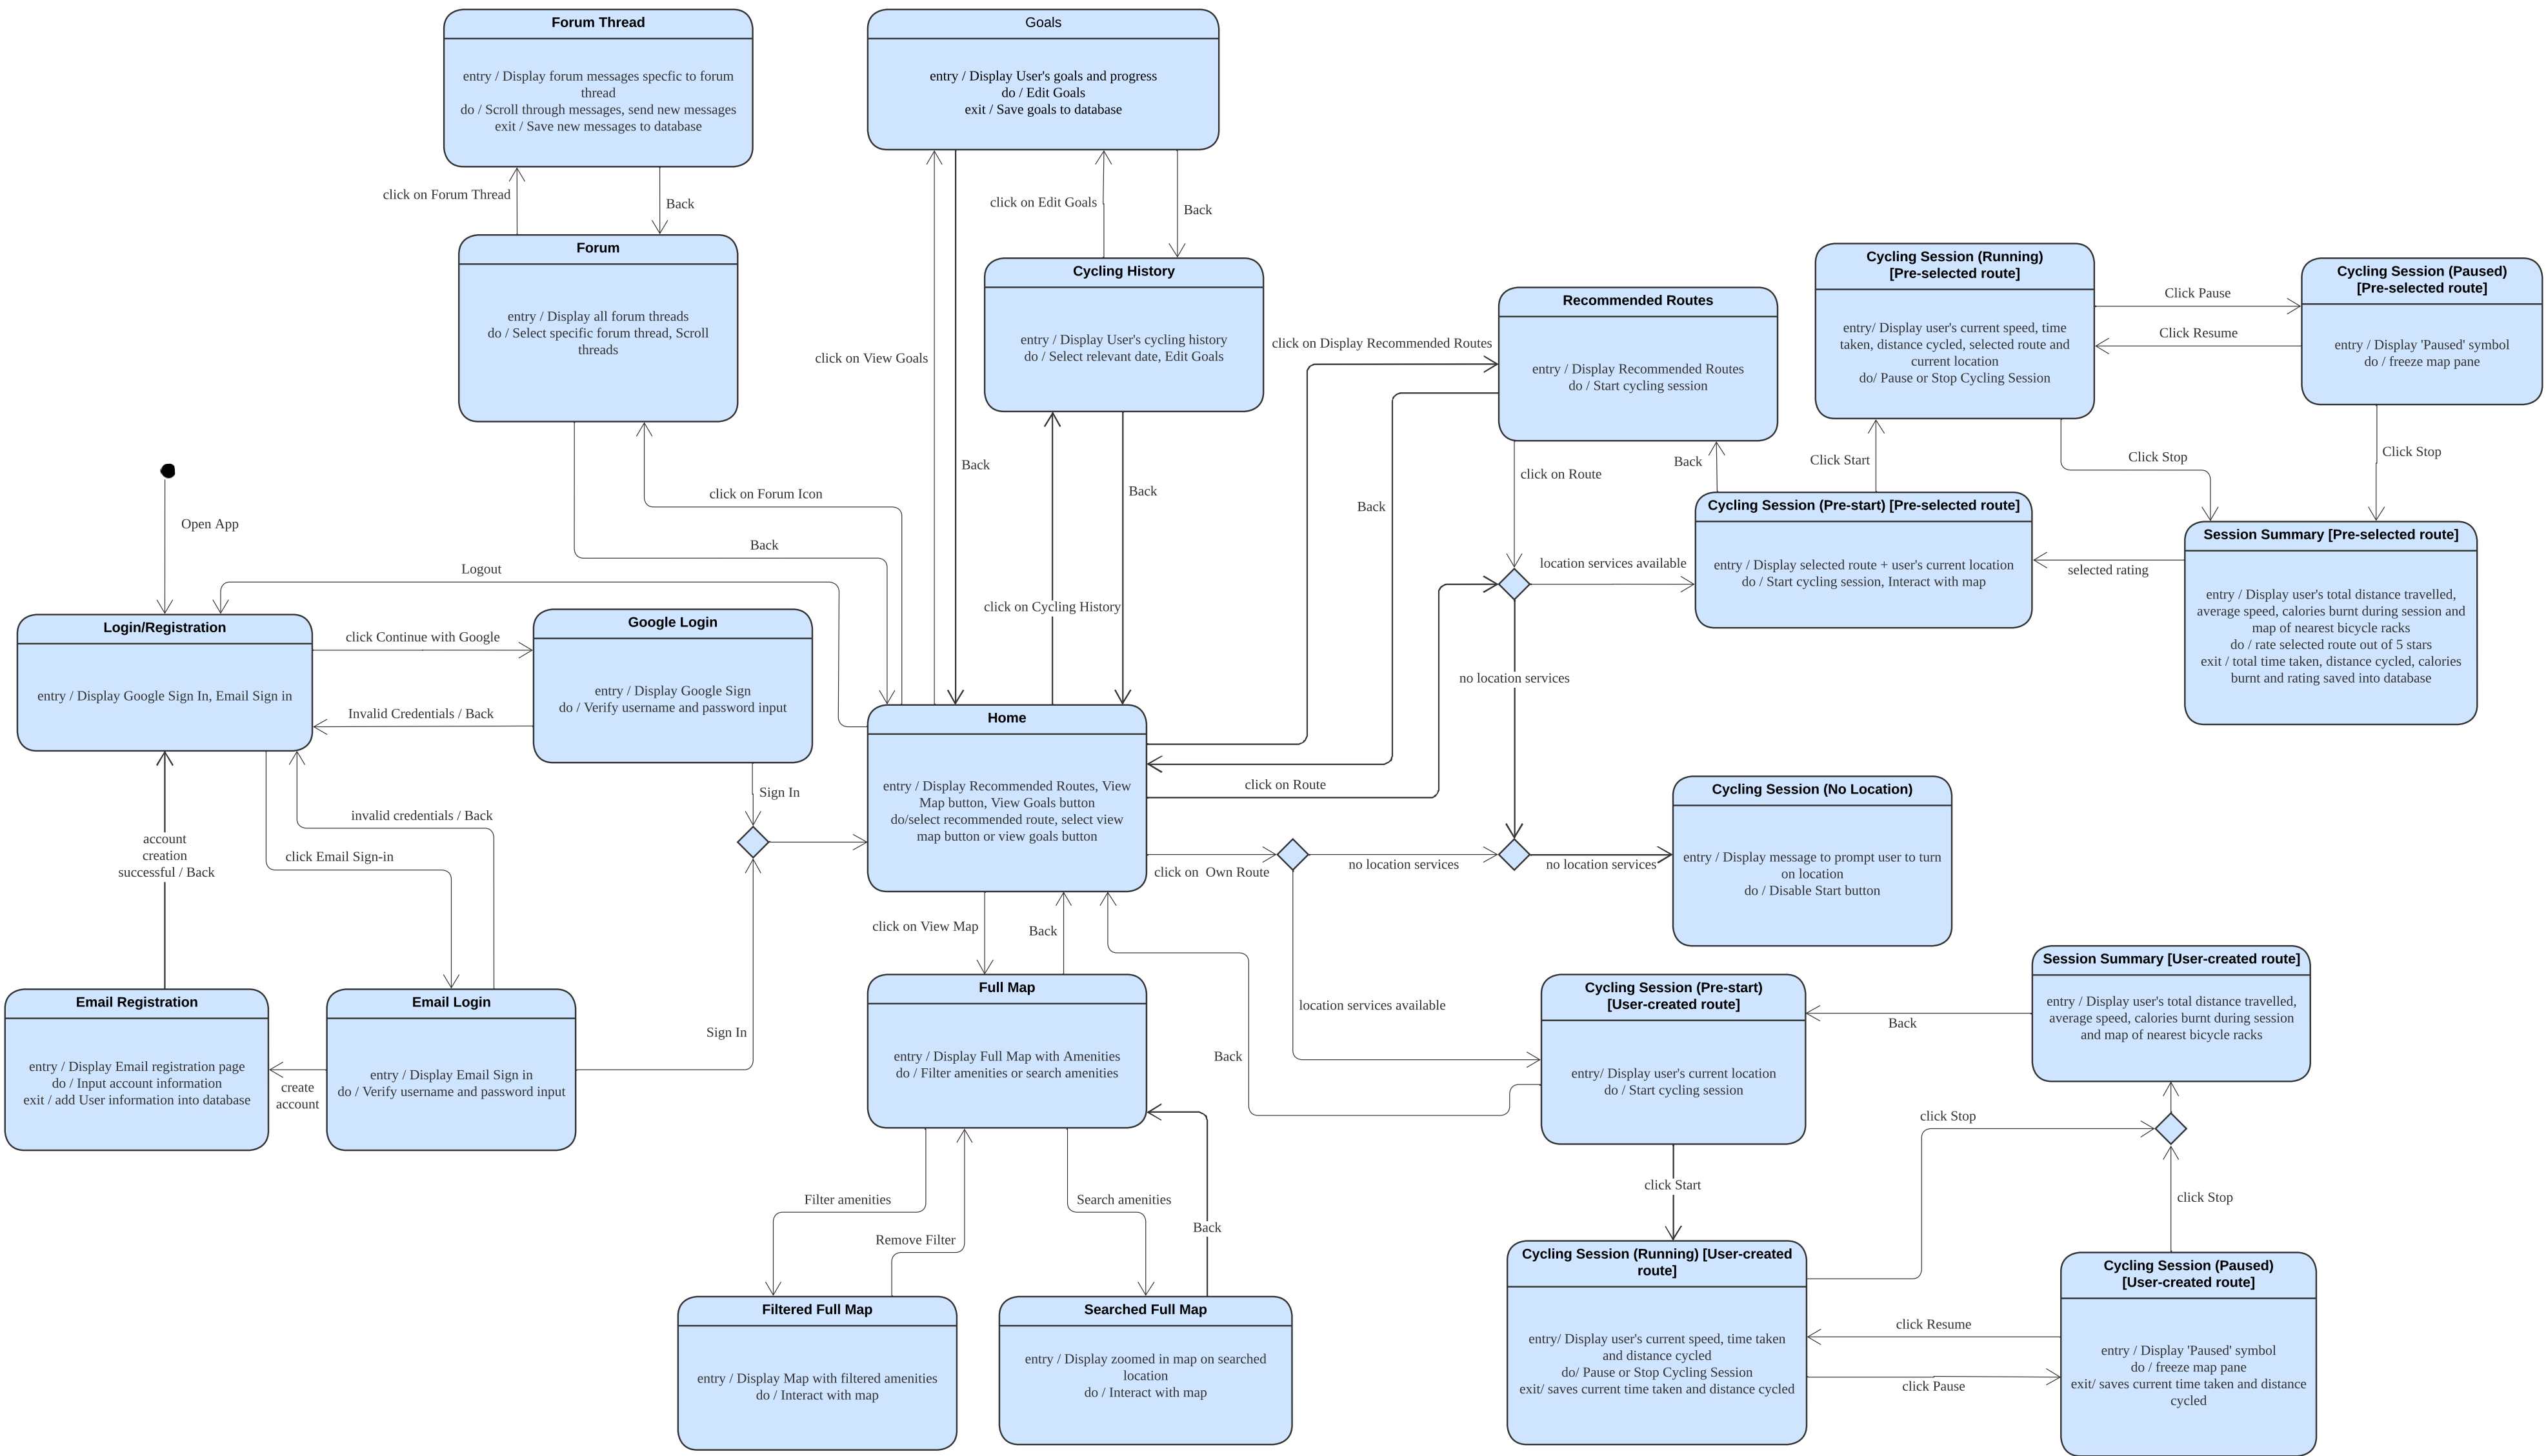 Forum Thread
entry / Display forum messages specfic to forum
thread
do / Scroll through messages, send new messages
exit / Save new messages to database
Goals
entry / Display User's goals and progress
do / Edit Goals
exit / Save goals to database
click on Forum Thread
Back
click on Edit Goals
Back
Forum
entry / Display all forum threads
do / Select specific forum thread, Scroll
threads
click on View Goals
Cycling History
entry / Display User's cycling history
do / Select relevant date, Edit Goals
click on Display Recommended Routes
Recommended Routes
entry / Display Recommended Routes
do / Start cycling session
Cycling Session (Running)
[Pre-selected route]
entry/ Display user's current speed, time
taken, distance cycled, selected route and
current location
do/ Pause or Stop Cycling Session
Click Pause
Click Resume
Cycling Session (Paused)
[Pre-selected route]
entry / Display 'Paused' symbol
do / freeze map pane
Open App
click on Forum Icon
Back
Logout
Back
Back
click on Cycling History
Back
click on Route
Back
Click Start
Click Stop
Click Stop
Cycling Session (Pre-start) [Pre-selected route]
entry / Display selected route + user's current location
do / Start cycling session, Interact with map
location services available
selected rating
Session Summary [Pre-selected route]
entry / Display user's total distance travelled,
average speed, calories burnt during session and
map of nearest bicycle racks
do / rate selected route out of 5 stars
exit / total time taken, distance cycled, calories
burnt and rating saved into database
Login/Registration
entry / Display Google Sign In, Email Sign in
click Continue with Google
Invalid Credentials / Back
Google Login
entry / Display Google Sign
do / Verify username and password input
Sign In
Home
entry / Display Recommended Routes, View
Map button, View Goals button
do/select recommended route, select view
map button or view goals button
click on Route
no location services
click on  Own Route
no location services
no location services
Cycling Session (No Location)
entry / Display message to prompt user to turn
on location
do / Disable Start button
account
creation
successful / Back
invalid credentials / Back
click Email Sign-in
Email Registration
entry / Display Email registration page
do / Input account information
exit / add User information into database
create
account
Email Login
entry / Display Email Sign in
do / Verify username and password input
Sign In
click on View Map
Back
Full Map
entry / Display Full Map with Amenities
do / Filter amenities or search amenities
Back
location services available
Cycling Session (Pre-start)
[User-created route]
entry/ Display user's current location
do / Start cycling session
Back
Session Summary [User-created route]
entry / Display user's total distance travelled,
average speed, calories burnt during session
and map of nearest bicycle racks
Filter amenities
Remove Filter
Search amenities
Back
click Start
click Stop
click Stop
Filtered Full Map
entry / Display Map with filtered amenities
do / Interact with map
Searched Full Map
entry / Display zoomed in map on searched
location
do / Interact with map
Cycling Session (Running) [User-created
route]
entry/ Display user's current speed, time taken
and distance cycled
do/ Pause or Stop Cycling Session
exit/ saves current time taken and distance cycled
click Resume
click Pause
Cycling Session (Paused)
[User-created route]
entry / Display 'Paused' symbol
do / freeze map pane
exit/ saves current time taken and distance
cycled